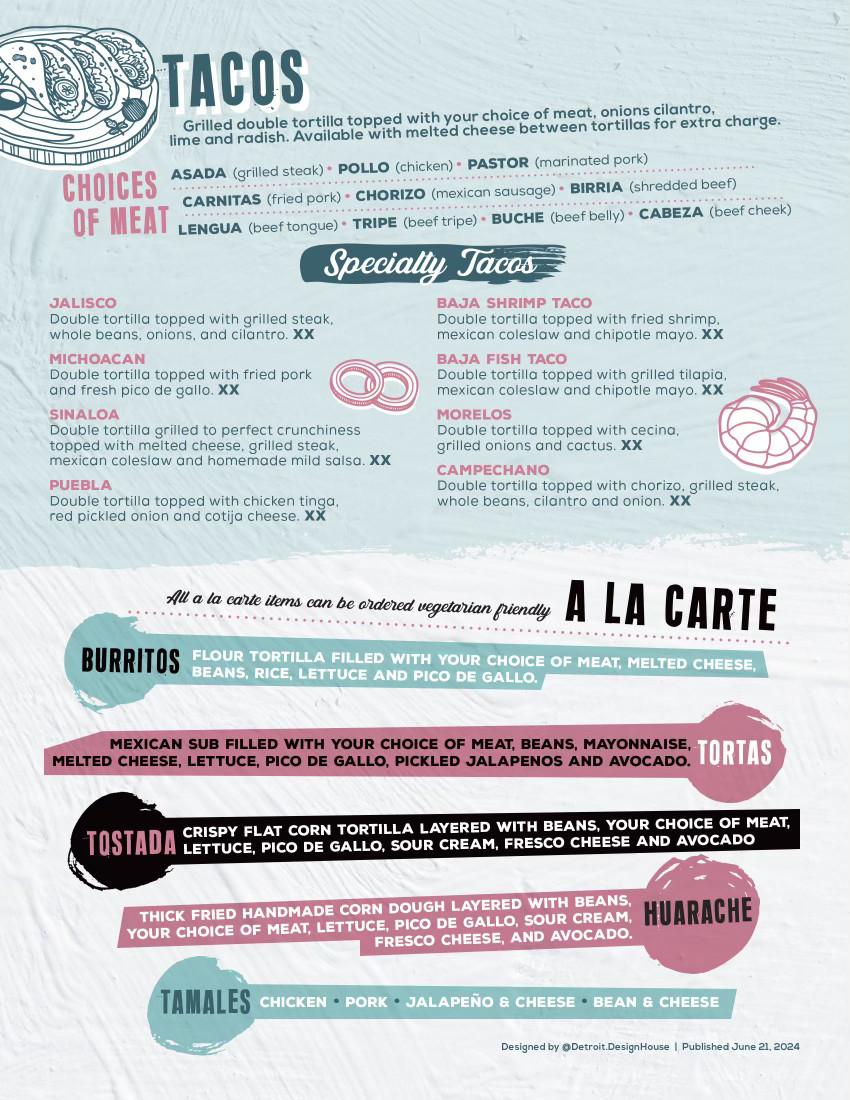 TACOS
Grilled double tortilla topped with your choice of meat, onions cilantro,
lime and radish. Available with melted cheese between tortillas for extra charge.
CHOICES
OF MEAT
ASADA (grilled steak) • POLLO (chicken) • PASTOR (marinated pork)
CARNITAS (fried pork) • CHORIZO (mexican sausage) • BIRRIA (shredded beef)
LENGUA (beef tongue) • TRIPE (beef tripe) • BUCHE (beef belly) • CABEZA (beef cheek)
Specialty Tacos
JALISCO
Double tortilla topped with grilled steak,
whole beans, onions, and cilantro. XX
MICHOACAN
Double tortilla topped with fried pork
and fresh pico de gallo. XX
SINALOA
Double tortilla grilled to perfect crunchiness
topped with melted cheese, grilled steak,
mexican coleslaw and homemade mild salsa. XX
PUEBLA
Double tortilla topped with chicken tinga,
red pickled onion and cotija cheese. XX
BAJA SHRIMP TACO
Double tortilla topped with fried shrimp,
mexican coleslaw and chipotle mayo. XX
BAJA FISH TACO
Double tortilla topped with grilled tilapia,
mexican coleslaw and chipotle mayo. XX
MORELOS
Double tortilla topped with cecina,
grilled onions and cactus. XX
CAMPECHANO
Double tortilla topped with chorizo, grilled steak,
whole beans, cilantro and onion. XX
All a la carte items can be ordered vegetarian friendly
A LA CARTE
BURRITOS
FLOUR TORTILLA FILLED WITH YOUR CHOICE OF MEAT, MELTED CHEESE,
BEANS, RICE, LETTUCE AND PICO DE GALLO.
MEXICAN SUB FILLED WITH YOUR CHOICE OF MEAT, BEANS, MAYONNAISE,
MELTED CHEESE, LETTUCE, PICO DE GALLO, PICKLED JALAPENOS AND AVOCADO.
TORTAS
TOSTADA
CRISPY FLAT CORN TORTILLA LAYERED WITH BEANS, YOUR CHOICE OF MEAT,
LETTUCE, PICO DE GALLO, SOUR CREAM, FRESCO CHEESE AND AVOCADO
THICK FRIED HANDMADE CORN DOUGH LAYERED WITH BEANS,
YOUR CHOICE OF MEAT, LETTUCE, PICO DE GALLO, SOUR CREAM,
FRESCO CHEESE, AND AVOCADO.
HUARACHE
TAMALES
CHICKEN • PORK • JALAPEÑO & CHEESE • BEAN & CHEESE
Designed by @Detroit.DesignHouse | Published June 21, 2024